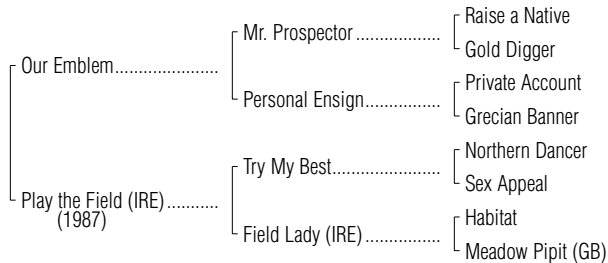 Raise a Native
Mr. Prospector ..................
Gold Digger
Our Emblem......................
Private Account
Personal Ensign................
Grecian Banner
Northern Dancer
Try My Best.......................
Sex Appeal
Play the Field (IRE) ...........
(1987)
Habitat
Field Lady (IRE) ................
Meadow Pipit (GB)